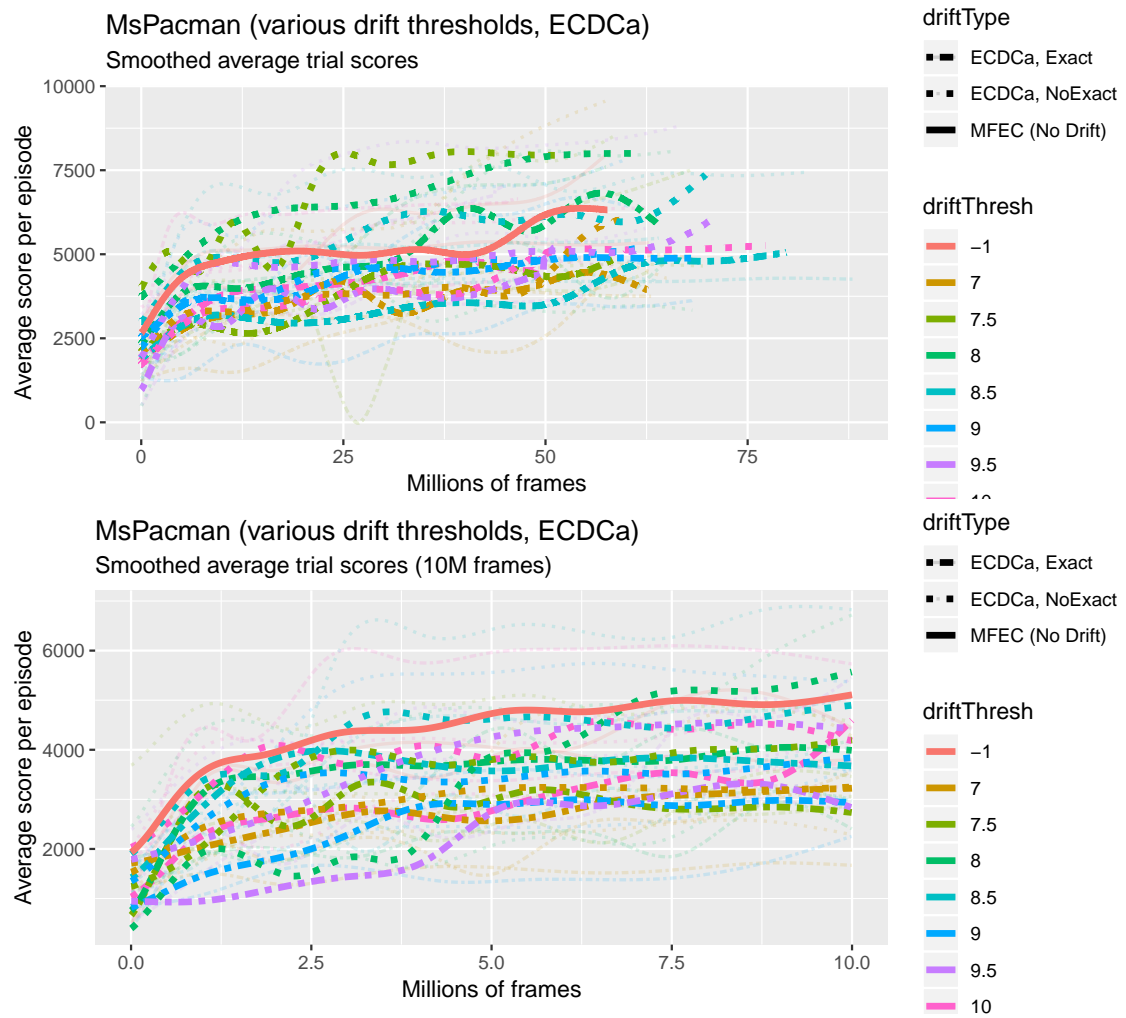 MsPacman (various drift thresholds, ECDCa)
Smoothed average trial scores
10000
7500
5000
2500
0
Average score per episode
0 25 50 75
Millions of frames
driftType
ECDCa, Exact
ECDCa, NoExact
MFEC (No Drift)
driftThresh
−1
7
7.5
8
8.5
9
9.5
MsPacman (various drift thresholds, ECDCa)
Smoothed average trial scores (10M frames)
6000
4000
2000
Average score per episode
0.0 2.5 5.0 7.5 10.0
Millions of frames
driftType
ECDCa, Exact
ECDCa, NoExact
MFEC (No Drift)
driftThresh
−1
7
7.5
8
8.5
9
9.5
10